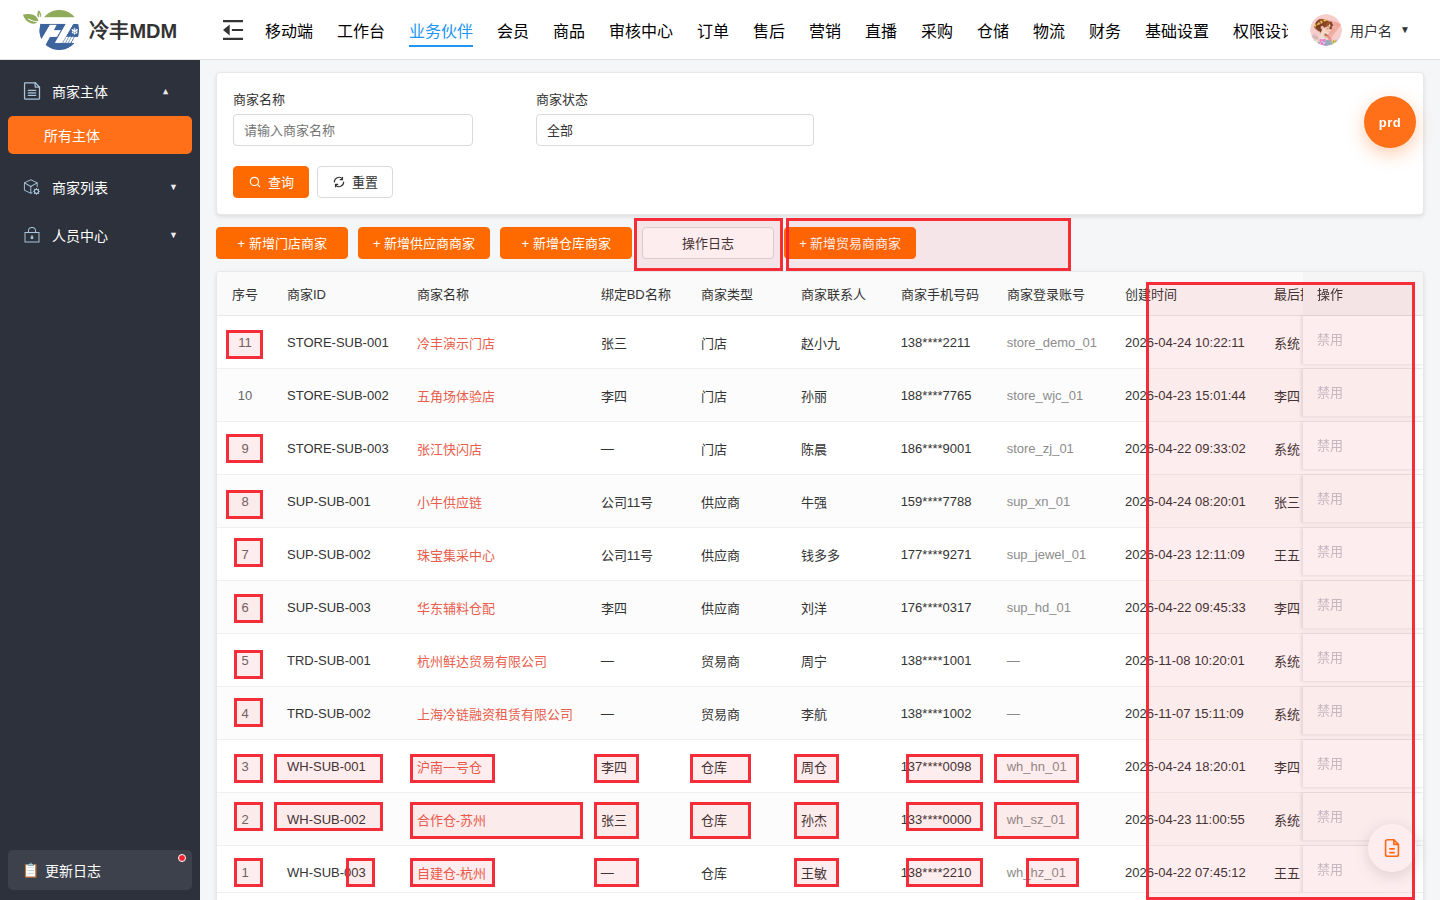 冷丰MDM
移动端 工作台 业务伙伴 会员 商品 审核中心 订单 售后 营销 直播 采购 仓储 物流 财务 基础设置 权限设 用户名 ▼
商家主体 ▲
所有主体
商家列表 ▼
人员中心 ▼
更新日志
商家名称 商家状态
请输入商家名称 全部
prd
查询 重置
+ 新增门店商家 + 新增供应商商家 + 新增仓库商家 操作日志 + 新增贸易商商家
序号 商家ID 商家名称 绑定BD名称 商家类型 商家联系人 商家手机号码 商家登录账号 创建时间 最后 操作
11 STORE-SUB-001 冷丰演示门店 张三 门店 赵小九 138****2211 store_demo_01 2026-04-24 10:22:11 系统 禁用
10 STORE-SUB-002 五角场体验店 李四 门店 孙丽 188****7765 store_wjc_01 2026-04-23 15:01:44 李四 禁用
9 STORE-SUB-003 张江快闪店 — 门店 陈晨 186****9001 store_zj_01 2026-04-22 09:33:02 系统 禁用
8 SUP-SUB-001 小牛供应链 公司11号 供应商 牛强 159****7788 sup_xn_01 2026-04-24 08:20:01 张三 禁用
7 SUP-SUB-002 珠宝集采中心 公司11号 供应商 钱多多 177****9271 sup_jewel_01 2026-04-23 12:11:09 王五 禁用
6 SUP-SUB-003 华东辅料仓配 李四 供应商 刘洋 176****0317 sup_hd_01 2026-04-22 09:45:33 李四 禁用
5 TRD-SUB-001 杭州鲜达贸易有限公司 — 贸易商 周宁 138****1001 — 2026-11-08 10:20:01 系统 禁用
4 TRD-SUB-002 上海冷链融资租赁有限公司 — 贸易商 李航 138****1002 — 2026-11-07 15:11:09 系统 禁用
3 WH-SUB-001 沪南一号仓 李四 仓库 周仓 137****0098 wh_hn_01 2026-04-24 18:20:01 李四 禁用
2 WH-SUB-002 合作仓-苏州 张三 仓库 孙杰 133****0000 wh_sz_01 2026-04-23 11:00:55 系统 禁用
1 WH-SUB-003 自建仓-杭州 — 仓库 王敏 138****2210 wh_hz_01 2026-04-22 07:45:12 王五 禁用